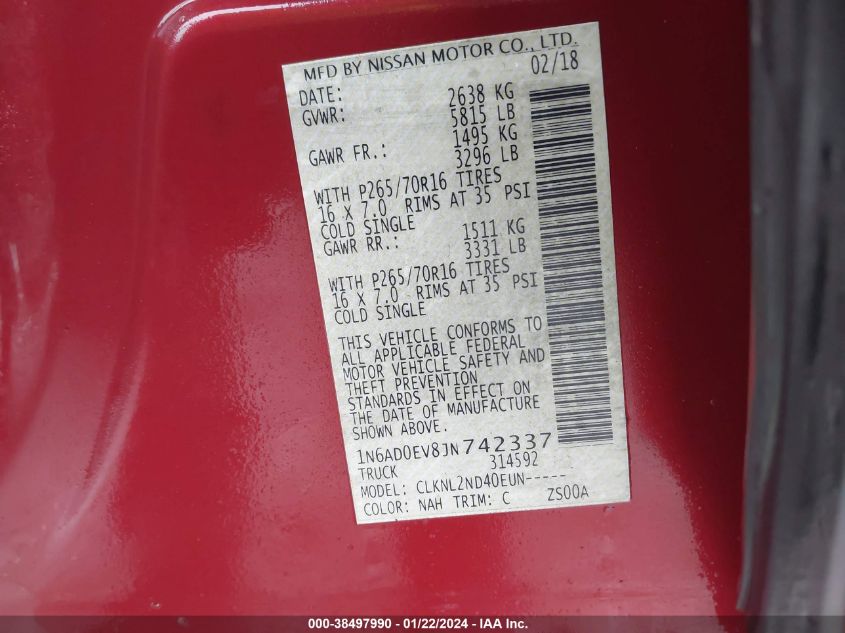 MFD BY NISSAN MOTOR CO., LTD.
DATE: 02/18
GVWR: 2638 KG
5815 LB
GAWR FR.: 1495 KG
3296 LB
WITH P265/70R16 TIRES
16 X 7.0 RIMS AT 35 PSI
COLD SINGLE
GAWR RR.: 1511 KG
3331 LB
WITH P265/70R16 TIRES
16 X 7.0 RIMS AT 35 PSI
COLD SINGLE
THIS VEHICLE CONFORMS TO
ALL APPLICABLE FEDERAL
MOTOR VEHICLE SAFETY AND
THEFT PREVENTION
STANDARDS IN EFFECT ON
THE DATE OF MANUFACTURE
SHOWN ABOVE.
1N6AD0EV8JN742337
TRUCK 314592
MODEL: CLKNL2ND40EUN-----
COLOR: NAH TRIM: C ZS00A
000-38497990 - 01/22/2024 - IAA Inc.